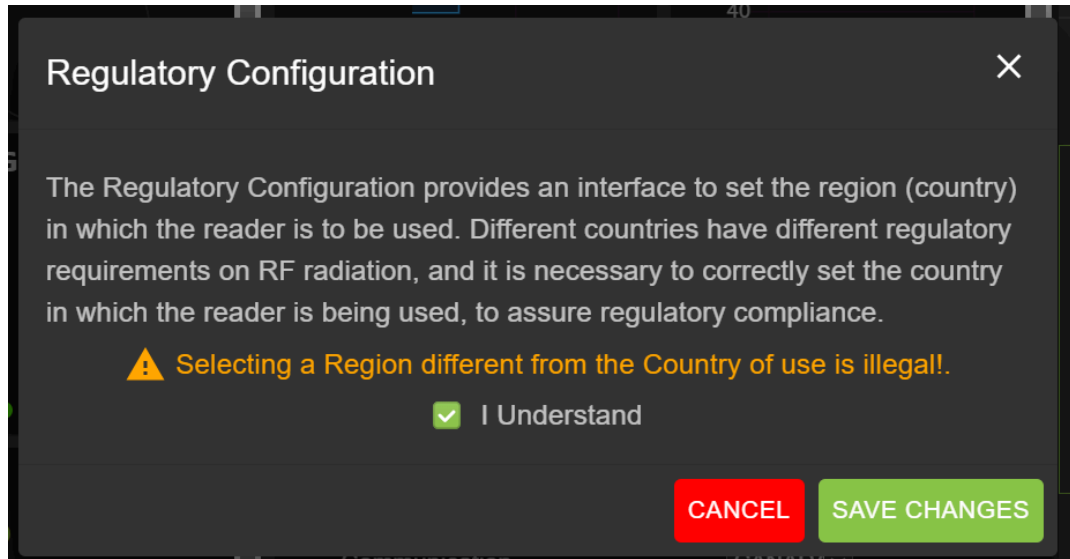 40
Regulatory Configuration
The Regulatory Configuration provides an interface to set the region (country)
in which the reader is to be used. Different countries have different regulatory
requirements on RF radiation, and it is necessary to correctly set the country
in which the reader is being used, to assure regulatory compliance.
Selecting a Region different from the Country of use is illegal!.
I Understand
CANCEL
SAVE CHANGES